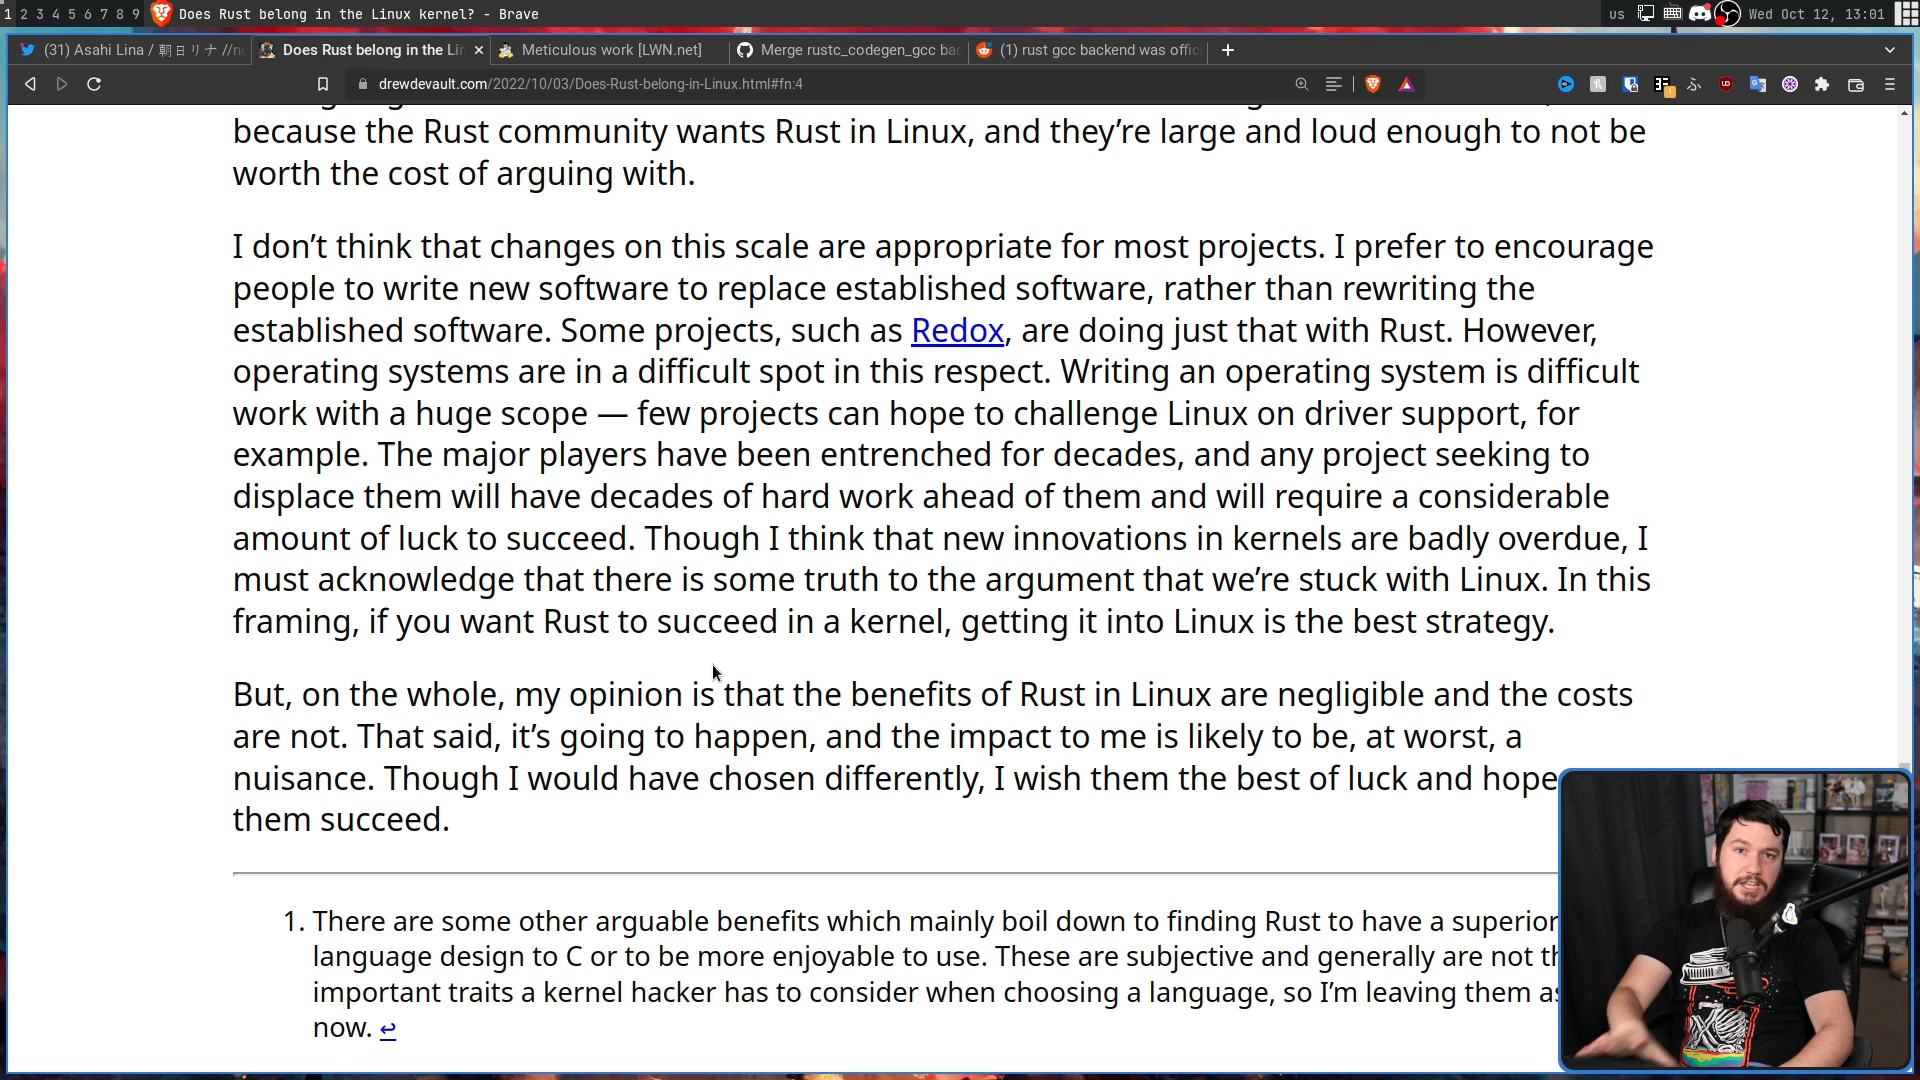 1 2 3 4 5 6 7 8 9 Does Rust belong in the Linux kernel? - Brave
us Wed Oct 12, 13:01
(31) Asahi Lina / 朝日リナ //nu
Does Rust belong in the Lin
Meticulous work [LWN.net]
Merge rustc_codegen_gcc bac
(1) rust gcc backend was offic
drewdevault.com/2022/10/03/Does-Rust-belong-in-Linux.html#fn:4
because the Rust community wants Rust in Linux, and they’re large and loud enough to not be
worth the cost of arguing with.
I don’t think that changes on this scale are appropriate for most projects. I prefer to encourage
people to write new software to replace established software, rather than rewriting the
established software. Some projects, such as Redox, are doing just that with Rust. However,
operating systems are in a difficult spot in this respect. Writing an operating system is difficult
work with a huge scope — few projects can hope to challenge Linux on driver support, for
example. The major players have been entrenched for decades, and any project seeking to
displace them will have decades of hard work ahead of them and will require a considerable
amount of luck to succeed. Though I think that new innovations in kernels are badly overdue, I
must acknowledge that there is some truth to the argument that we’re stuck with Linux. In this
framing, if you want Rust to succeed in a kernel, getting it into Linux is the best strategy.
But, on the whole, my opinion is that the benefits of Rust in Linux are negligible and the costs
are not. That said, it’s going to happen, and the impact to me is likely to be, at worst, a
nuisance. Though I would have chosen differently, I wish them the best of luck and hope
them succeed.
1. There are some other arguable benefits which mainly boil down to finding Rust to have a superior
language design to C or to be more enjoyable to use. These are subjective and generally are not th
important traits a kernel hacker has to consider when choosing a language, so I’m leaving them as
now. ↩